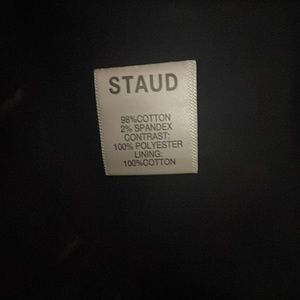 STAUD
98%COTTON
2% SPANDEX
CONTRAST:
100% POLYESTER
LINING:
100%COTTON